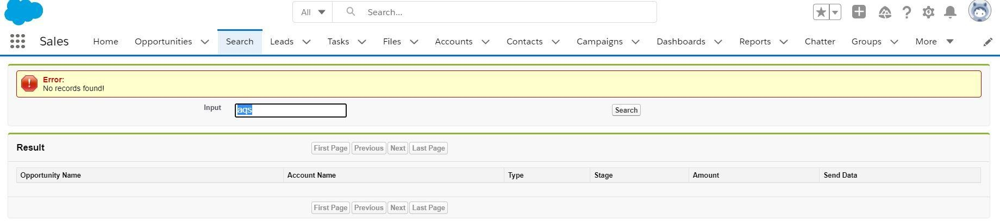 All Search...
Sales Home Opportunities Search Leads Tasks Files Accounts Contacts Campaigns Dashboards Reports Chatter Groups More
Error:
No records found!
Input aqs Search
Result First Page Previous Next Last Page
Opportunity Name Account Name Type Stage Amount Send Data
First Page Previous Next Last Page